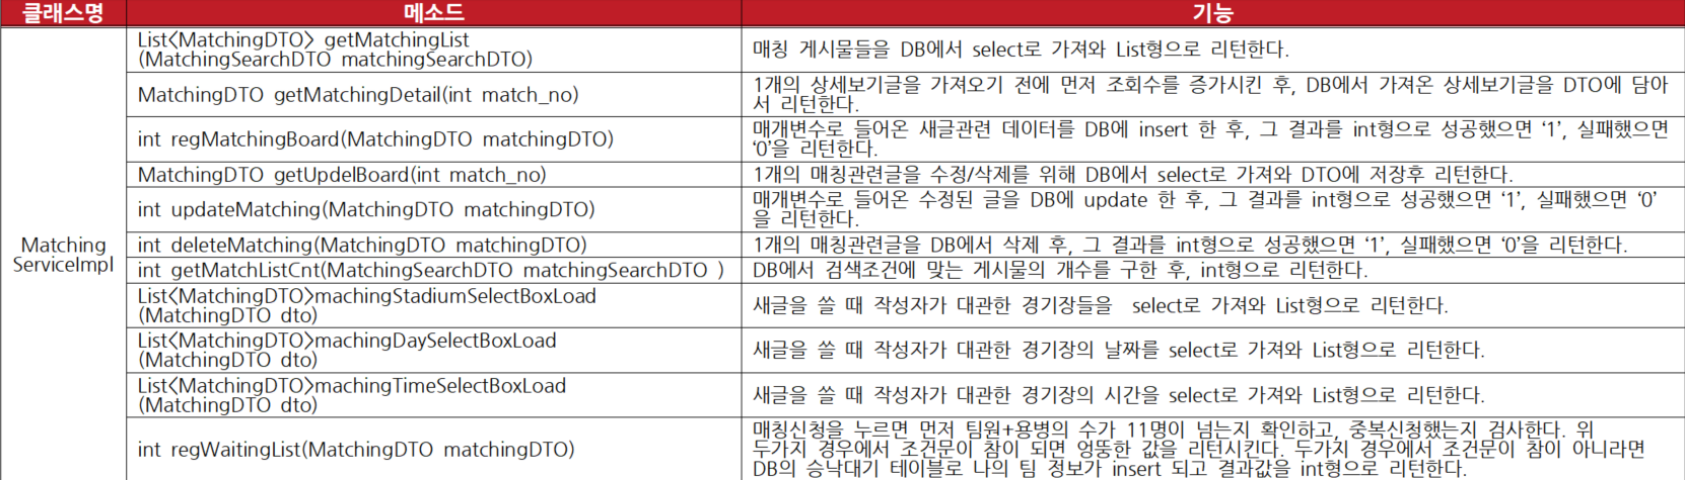 클래스명 메소드 기능
Matching
ServiceImpl
List<MatchingDTO> getMatchingList
(MatchingSearchDTO matchingSearchDTO)
매칭 게시물들을 DB에서 select로 가져와 List형으로 리턴한다.
MatchingDTO getMatchingDetail(int match_no)
1개의 상세보기글을 가져오기 전에 먼저 조회수를 증가시킨 후, DB에서 가져온 상세보기글을 DTO에 담아
서 리턴한다.
int regMatchingBoard(MatchingDTO matchingDTO)
매개변수로 들어온 새글관련 데이터를 DB에 insert 한 후, 그 결과를 int형으로 성공했으면 ‘1’, 실패했으면
‘0’을 리턴한다.
MatchingDTO getUpdelBoard(int match_no)
1개의 매칭관련글을 수정/삭제를 위해 DB에서 select로 가져와 DTO에 저장후 리턴한다.
int updateMatching(MatchingDTO matchingDTO)
매개변수로 들어온 수정된 글을 DB에 update 한 후, 그 결과를 int형으로 성공했으면 ‘1’, 실패했으면 ‘0’
을 리턴한다.
int deleteMatching(MatchingDTO matchingDTO)
1개의 매칭관련글을 DB에서 삭제 후, 그 결과를 int형으로 성공했으면 ‘1’, 실패했으면 ‘0’을 리턴한다.
int getMatchListCnt(MatchingSearchDTO matchingSearchDTO )
DB에서 검색조건에 맞는 게시물의 개수를 구한 후, int형으로 리턴한다.
List<MatchingDTO>machingStadiumSelectBoxLoad
(MatchingDTO dto)
새글을 쓸 때 작성자가 대관한 경기장들을 select로 가져와 List형으로 리턴한다.
List<MatchingDTO>machingDaySelectBoxLoad
(MatchingDTO dto)
새글을 쓸 때 작성자가 대관한 경기장의 날짜를 select로 가져와 List형으로 리턴한다.
List<MatchingDTO>machingTimeSelectBoxLoad
(MatchingDTO dto)
새글을 쓸 때 작성자가 대관한 경기장의 시간을 select로 가져와 List형으로 리턴한다.
int regWaitingList(MatchingDTO matchingDTO)
매칭신청을 누르면 먼저 팀원+용병의 수가 11명이 넘는지 확인하고, 중복신청했는지 검사한다. 위
두가지 경우에서 조건문이 참이 되면 엉뚱한 값을 리턴시킨다. 두가지 경우에서 조건문이 참이 아니라면
DB의 승낙대기 테이블로 나의 팀 정보가 insert 되고 결과값을 int형으로 리턴한다.